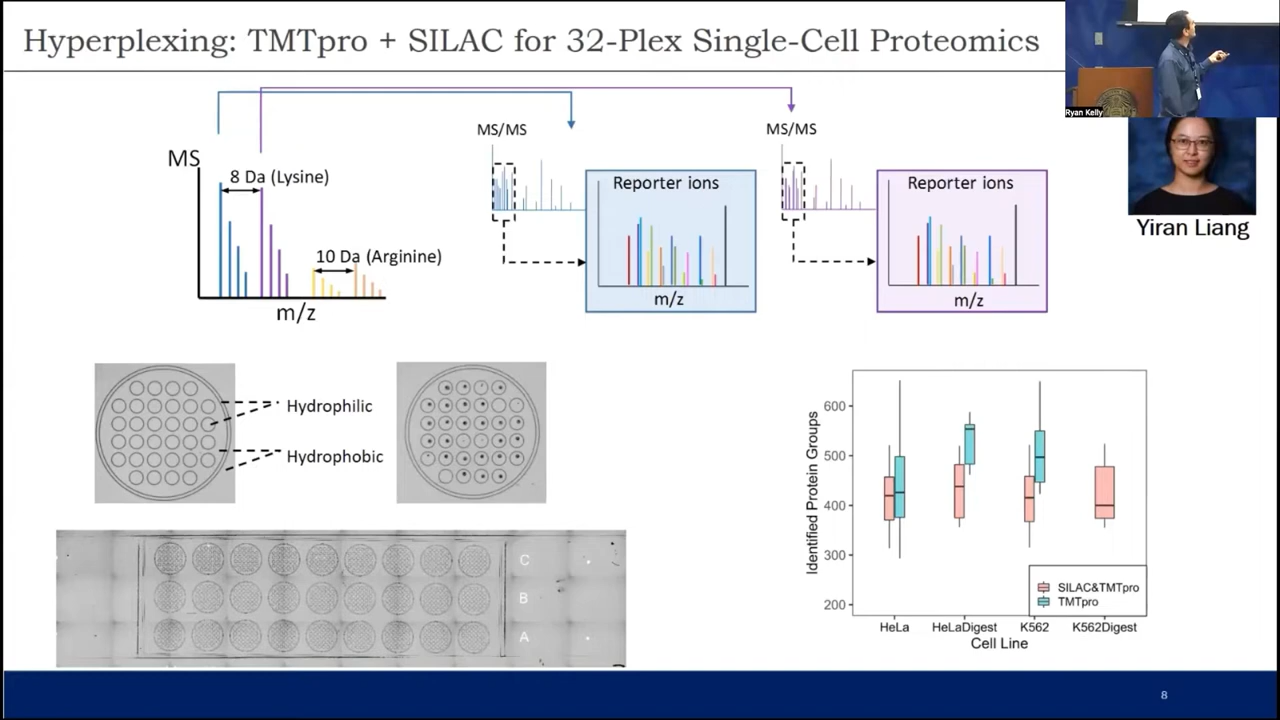 Hyperplexing: TMTpro + SILAC for 32-Plex Single-Cell Proteomics
Ryan Kelly
Yiran Liang
MS
8 Da (Lysine)
10 Da (Arginine)
m/z
MS/MS
Reporter ions
m/z
MS/MS
Reporter ions
m/z
Hydrophilic
Hydrophobic
C
B
A
Identified Protein Groups
600
500
400
300
200
SILAC&TMTpro
TMTpro
HeLa HeLaDigest K562 K562Digest
Cell Line
8